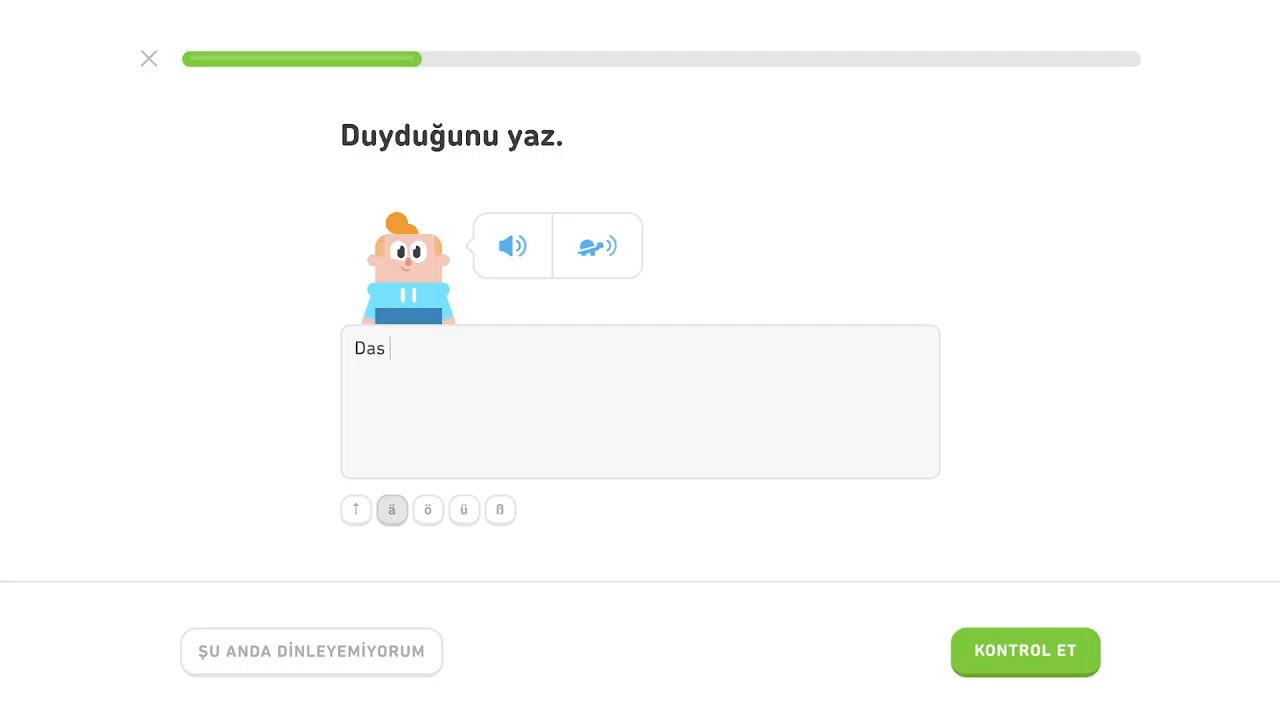 Duyduğunu yaz.
Das
↑ ä ö ü ß
ŞU ANDA DİNLEYEMİYORUM
KONTROL ET